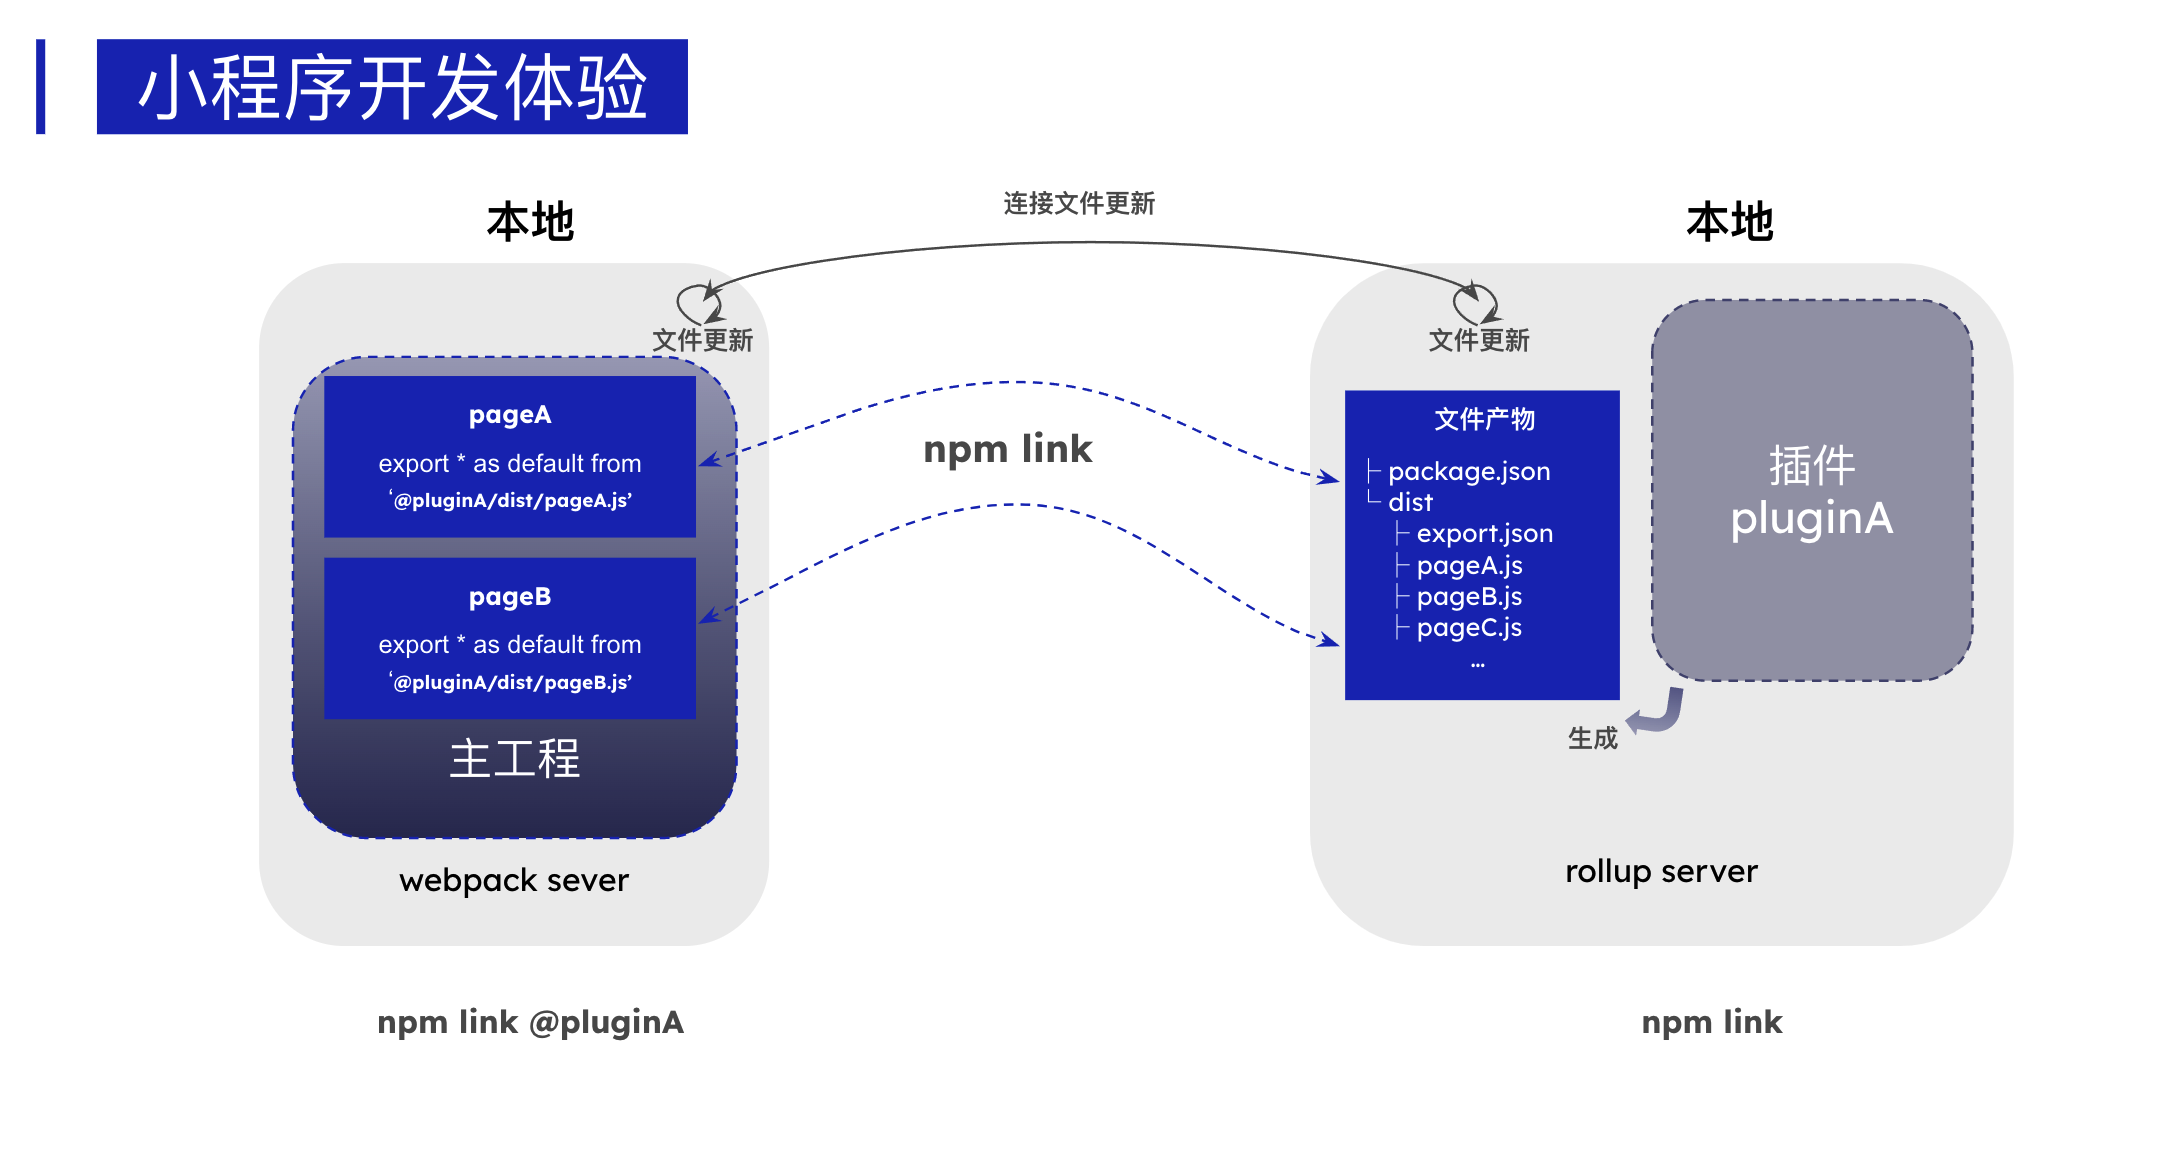 小程序开发体验
连接文件更新
本地
文件更新
pageA
export * as default from
‘@pluginA/dist/pageA.js’
pageB
export * as default from
‘@pluginA/dist/pageB.js’
主工程
webpack sever
npm link @pluginA
npm link
本地
文件更新
文件产物
├ package.json
└ dist
├ export.json
├ pageA.js
├ pageB.js
├ pageC.js
...
插件
pluginA
生成
rollup server
npm link